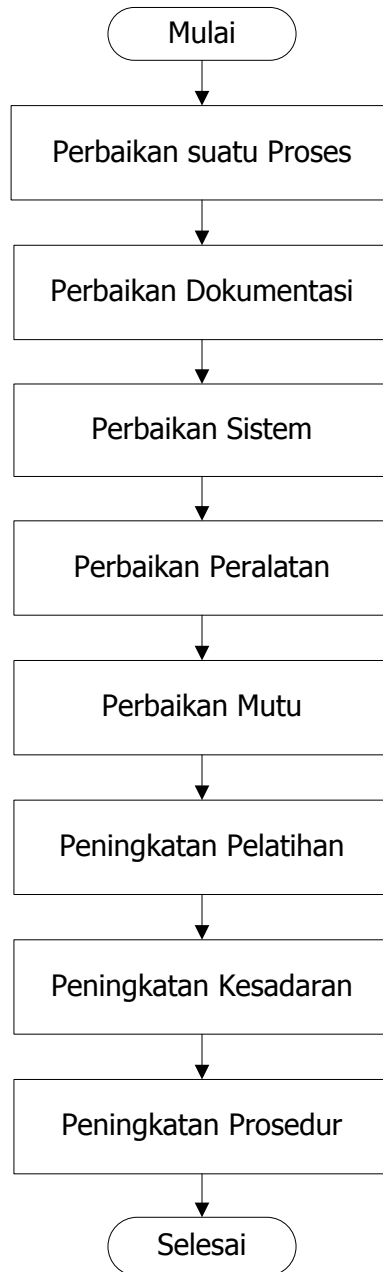 Mulai
Perbaikan suatu Proses
Perbaikan Dokumentasi
Perbaikan Sistem
Perbaikan Peralatan
Perbaikan Mutu
Peningkatan Pelatihan
Peningkatan Kesadaran
Peningkatan Prosedur
Selesai